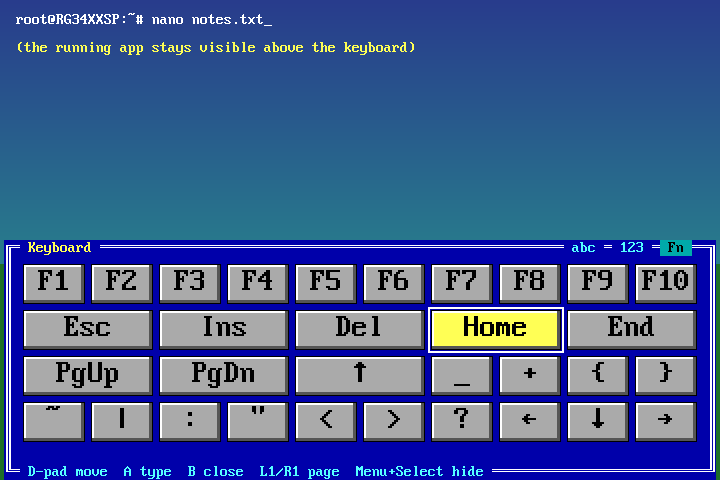 root@RG34XXSP:~# nano notes.txt_
(the running app stays visible above the keyboard)
Keyboard abc 123 Fn
F1 F2 F3 F4 F5 F6 F7 F8 F9 F10
Esc Ins Del Home End
PgUp PgDn ↑ _ + { }
~ | : " < > ? ← ↓ →
D-pad move A type B close L1/R1 page Menu+Select hide